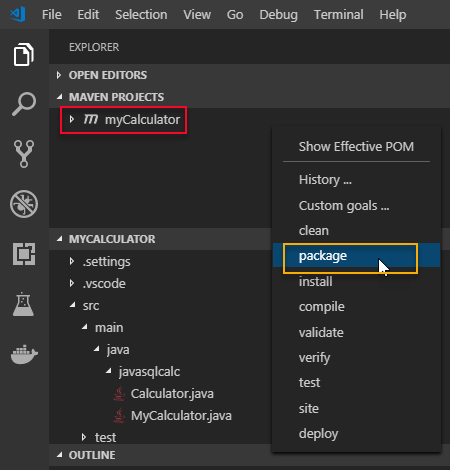 File Edit Selection View Go Debug Terminal Help
EXPLORER
OPEN EDITORS
MAVEN PROJECTS
myCalculator
Show Effective POM
History ...
Custom goals ...
clean
package
install
compile
validate
verify
test
site
deploy
MYCALCULATOR
.settings
.vscode
src
main
java
javasqlcalc
Calculator.java
MyCalculator.java
test
OUTLINE